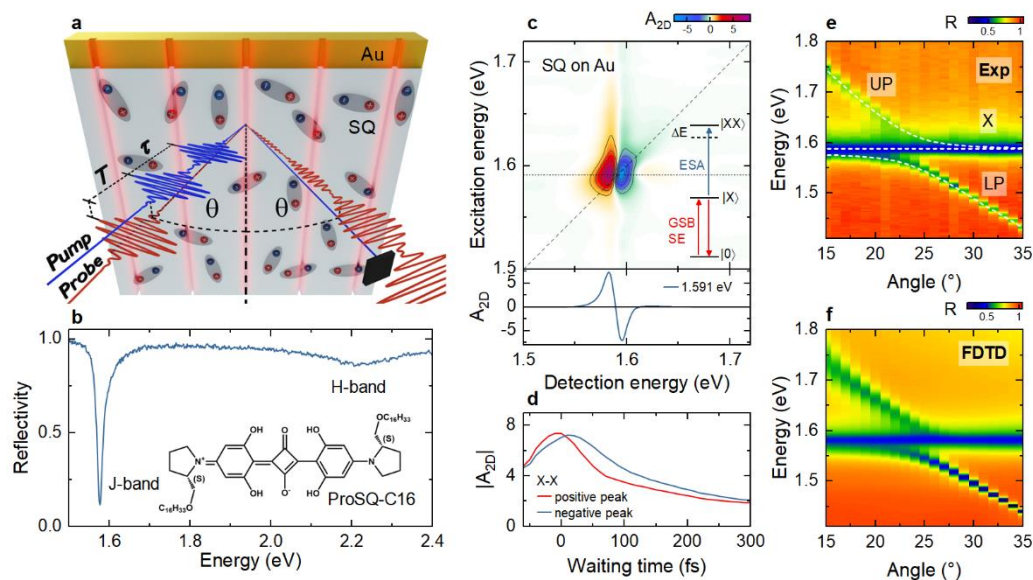 a
Au
SQ
τ
T
θ
θ
Pump
Probe
b
Reflectivity
1.0
0.5
0.0
J-band
H-band
OC₁₆H₃₃
(S)
OH
O
OH
N⁺
N
(S)
OH
O⁻
OH
C₁₆H₃₃O
ProSQ-C16
1.6
1.8
2.0
2.2
2.4
Energy (eV)
c
A2D
-5
0
5
SQ on Au
Excitation energy (eV)
1.7
1.6
1.5
|XX⟩
ΔE
ESA
|X⟩
GSB
SE
|0⟩
A2D
5
0
-5
1.591 eV
1.5
1.6
1.7
Detection energy (eV)
d
|A2D|
8
4
0
X-X
positive peak
negative peak
0
100
200
300
Waiting time (fs)
e
R
0.5
1
Exp
UP
X
LP
Energy (eV)
1.8
1.7
1.6
1.5
15
20
25
30
35
Angle (°)
f
R
0.5
1
FDTD
Energy (eV)
1.8
1.7
1.6
1.5
15
20
25
30
35
Angle (°)